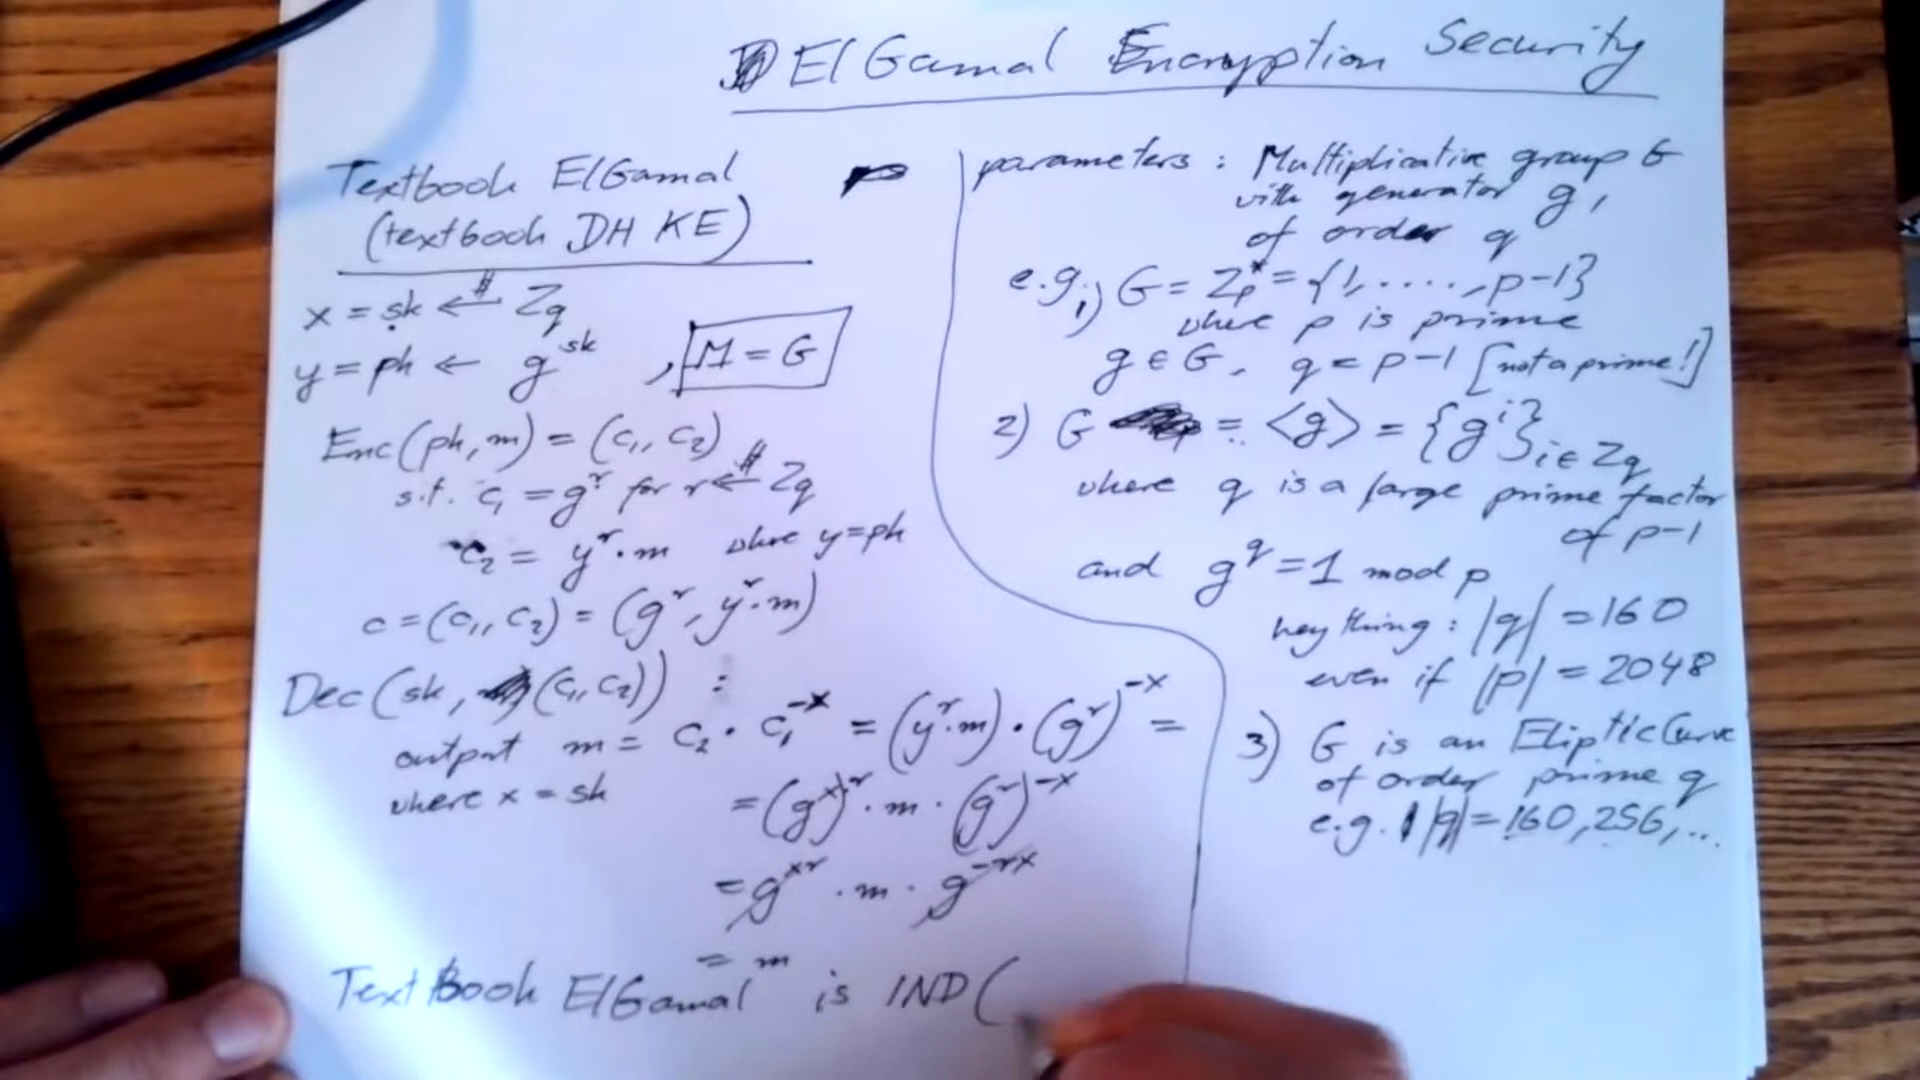 ElGamal Encryption Security
Textbook ElGamal
(textbook DH KE)
x = sk ←$ Zq
y = pk ← g^sk , M = G
Enc(pk, m) = (c₁, c₂)
s.t. c₁ = g^r for r ←$ Zq
c₂ = y^r · m where y = pk
c = (c₁, c₂) = (g^r, y^r · m)
Dec(sk, (c₁, c₂)) :
output m = c₂ · c₁^-x = (y^r · m) · (g^r)^-x =
where x = sk
= (g^x)^r · m · (g^r)^-x
= g^xr · m · g^-rx
= m
TextBook ElGamal is IND(
parameters : Multiplicative group G
with generator g,
of order q
e.g. 1) G = Zp* = {1, ...., p-1}
where p is prime
g ∈ G, q = p-1 [not a prime!]
2) G = <g> = {g^i} i ∈ Zq
where q is a large prime factor
of p-1
and g^q = 1 mod p
key thing : |q| = 160
even if |p| = 2048
3) G is an Eliptic Curve
of order prime q
e.g. |q| = 160, 256, ...